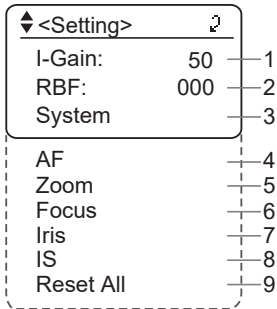 <Setting>
I-Gain: 50 1
RBF: 000 2
System 3
AF 4
Zoom 5
Focus 6
Iris 7
IS 8
Reset All 9